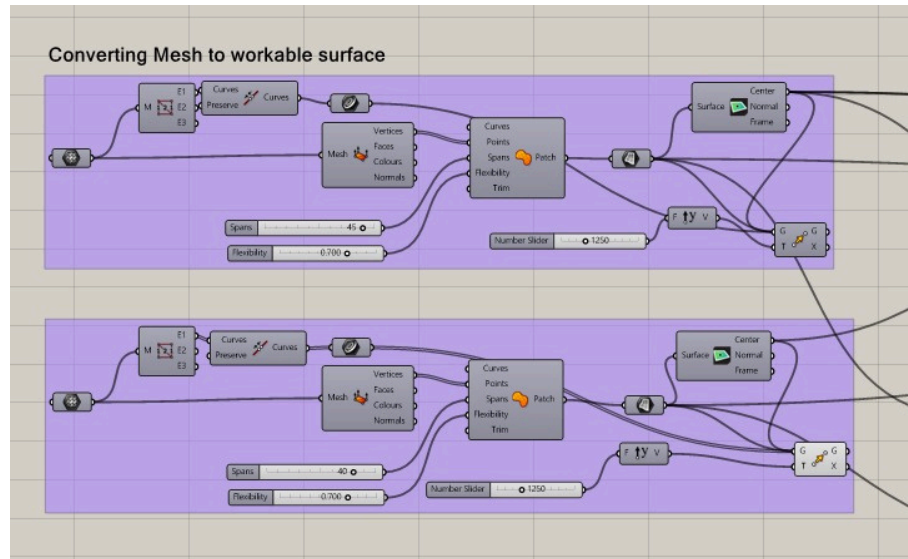 Converting Mesh to workable surface
M E1 E2 E3
Curves Preserve Curves
Mesh Vertices Faces Colours Normals
Curves Points Spans Flexibility Trim Patch
Surface Center Normal Frame
Spans 45
Flexibility 0.700
Number Slider 1250
F y V
G T G X
M E1 E2 E3
Curves Preserve Curves
Mesh Vertices Faces Colours Normals
Curves Points Spans Flexibility Trim Patch
Surface Center Normal Frame
Spans 40
Flexibility 0.700
Number Slider 1250
F y V
G T G X